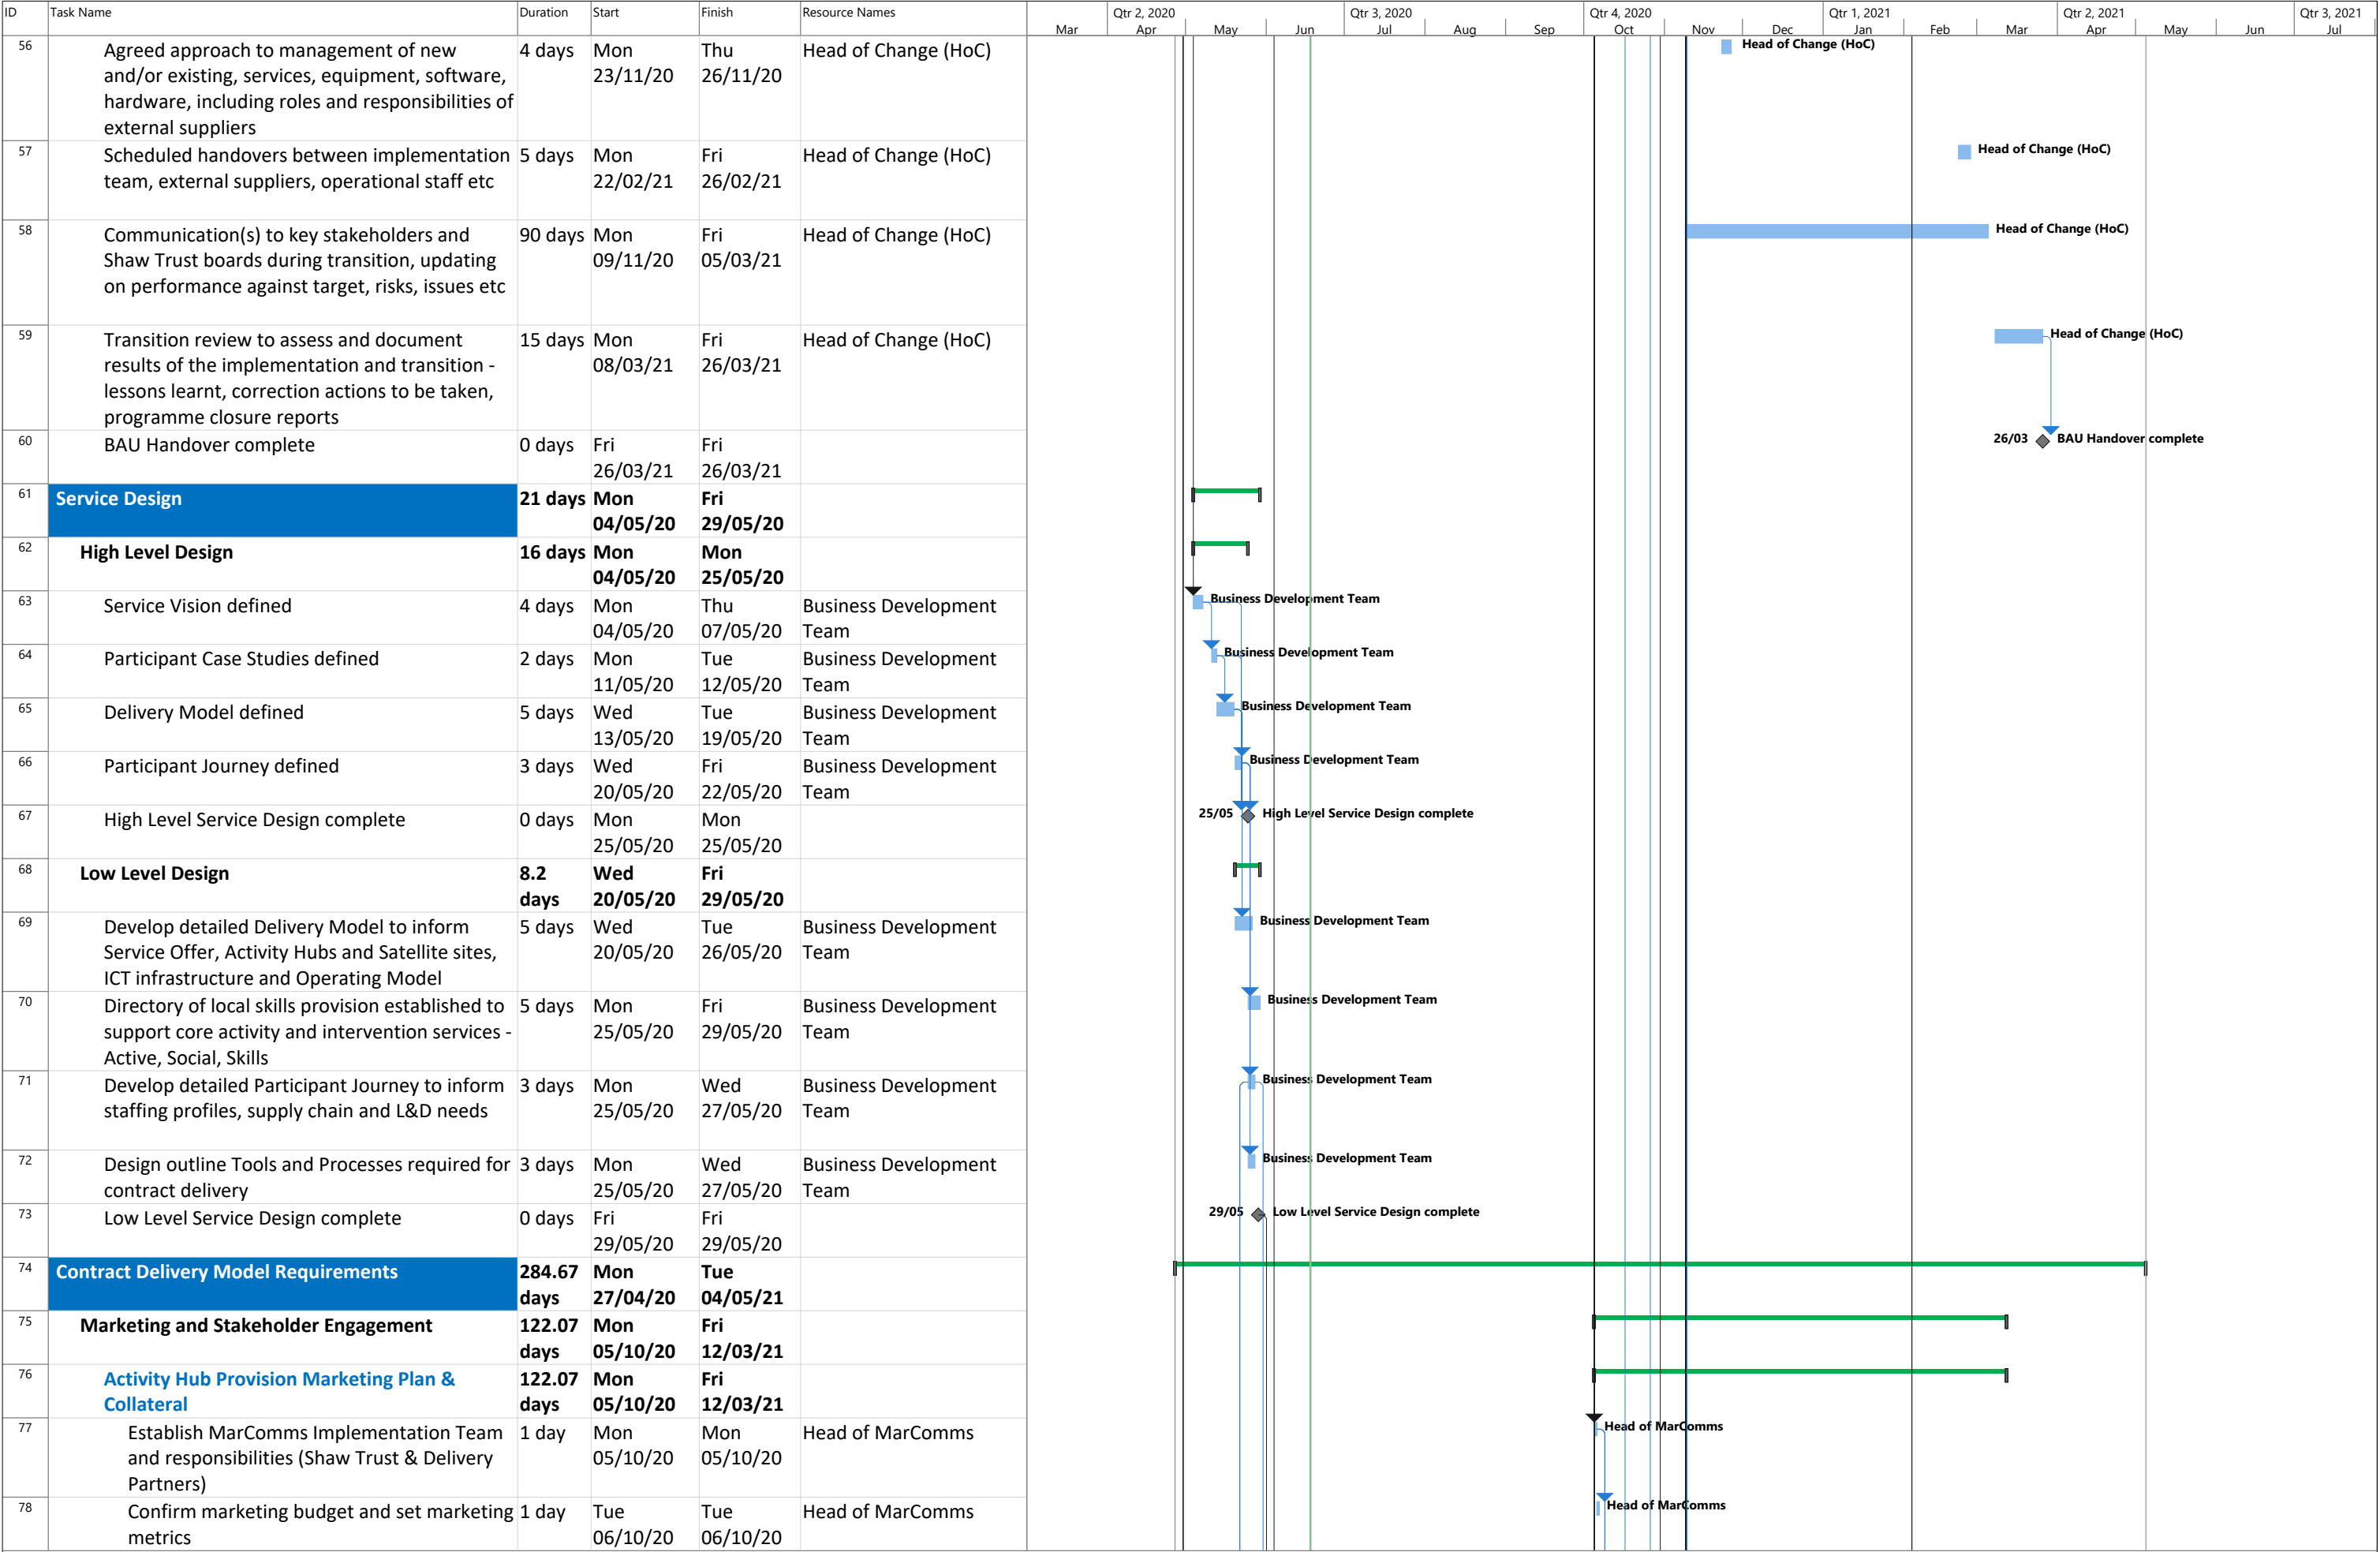 ID Task Name Duration Start Finish Resource Names
Qtr 2, 2020 Qtr 3, 2020 Qtr 4, 2020 Qtr 1, 2021 Qtr 2, 2021 Qtr 3, 2021
Mar Apr May Jun Jul Aug Sep Oct Nov Dec Jan Feb Mar Apr May Jun Jul
56 Agreed approach to management of new 4 days Mon Thu Head of Change (HoC) Head of Change (HoC)
and/or existing, services, equipment, software, 23/11/20 26/11/20
hardware, including roles and responsibilities of
external suppliers
57 Scheduled handovers between implementation 5 days Mon Fri Head of Change (HoC) Head of Change (HoC)
team, external suppliers, operational staff etc 22/02/21 26/02/21
58 Communication(s) to key stakeholders and 90 days Mon Fri Head of Change (HoC) Head of Change (HoC)
Shaw Trust boards during transition, updating 09/11/20 05/03/21
on performance against target, risks, issues etc
59 Transition review to assess and document 15 days Mon Fri Head of Change (HoC) Head of Change (HoC)
results of the implementation and transition - 08/03/21 26/03/21
lessons learnt, correction actions to be taken,
programme closure reports
60 BAU Handover complete 0 days Fri Fri 26/03 BAU Handover complete
26/03/21 26/03/21
61 Service Design 21 days Mon Fri
04/05/20 29/05/20
62 High Level Design 16 days Mon Mon
04/05/20 25/05/20
63 Service Vision defined 4 days Mon Thu Business Development Business Development Team
04/05/20 07/05/20 Team
64 Participant Case Studies defined 2 days Mon Tue Business Development Business Development Team
11/05/20 12/05/20 Team
65 Delivery Model defined 5 days Wed Tue Business Development Business Development Team
13/05/20 19/05/20 Team
66 Participant Journey defined 3 days Wed Fri Business Development Business Development Team
20/05/20 22/05/20 Team
67 High Level Service Design complete 0 days Mon Mon 25/05 High Level Service Design complete
25/05/20 25/05/20
68 Low Level Design 8.2 Wed Fri
days 20/05/20 29/05/20
69 Develop detailed Delivery Model to inform 5 days Wed Tue Business Development Business Development Team
Service Offer, Activity Hubs and Satellite sites, 20/05/20 26/05/20 Team
ICT infrastructure and Operating Model
70 Directory of local skills provision established to 5 days Mon Fri Business Development Business Development Team
support core activity and intervention services - 25/05/20 29/05/20 Team
Active, Social, Skills
71 Develop detailed Participant Journey to inform 3 days Mon Wed Business Development Business Development Team
staffing profiles, supply chain and L&D needs 25/05/20 27/05/20 Team
72 Design outline Tools and Processes required for 3 days Mon Wed Business Development Business Development Team
contract delivery 25/05/20 27/05/20 Team
73 Low Level Service Design complete 0 days Fri Fri 29/05 Low Level Service Design complete
29/05/20 29/05/20
74 Contract Delivery Model Requirements 284.67 Mon Tue
days 27/04/20 04/05/21
75 Marketing and Stakeholder Engagement 122.07 Mon Fri
days 05/10/20 12/03/21
76 Activity Hub Provision Marketing Plan & 122.07 Mon Fri
Collateral days 05/10/20 12/03/21
77 Establish MarComms Implementation Team 1 day Mon Mon Head of MarComms Head of MarComms
and responsibilities (Shaw Trust & Delivery 05/10/20 05/10/20
Partners)
78 Confirm marketing budget and set marketing 1 day Tue Tue Head of MarComms Head of MarComms
metrics 06/10/20 06/10/20